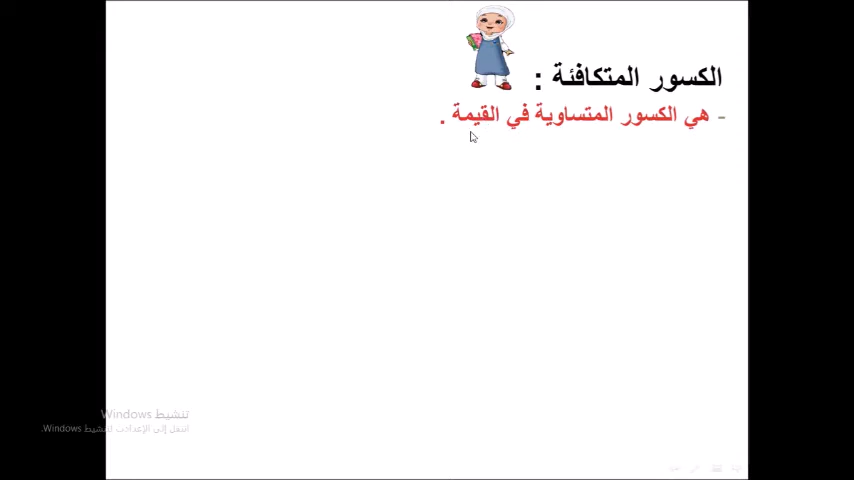 الكسور المتكافئة :
- هي الكسور المتساوية في القيمة .
تنشيط Windows
انتقل إلى الإعدادات لتنشيط Windows.